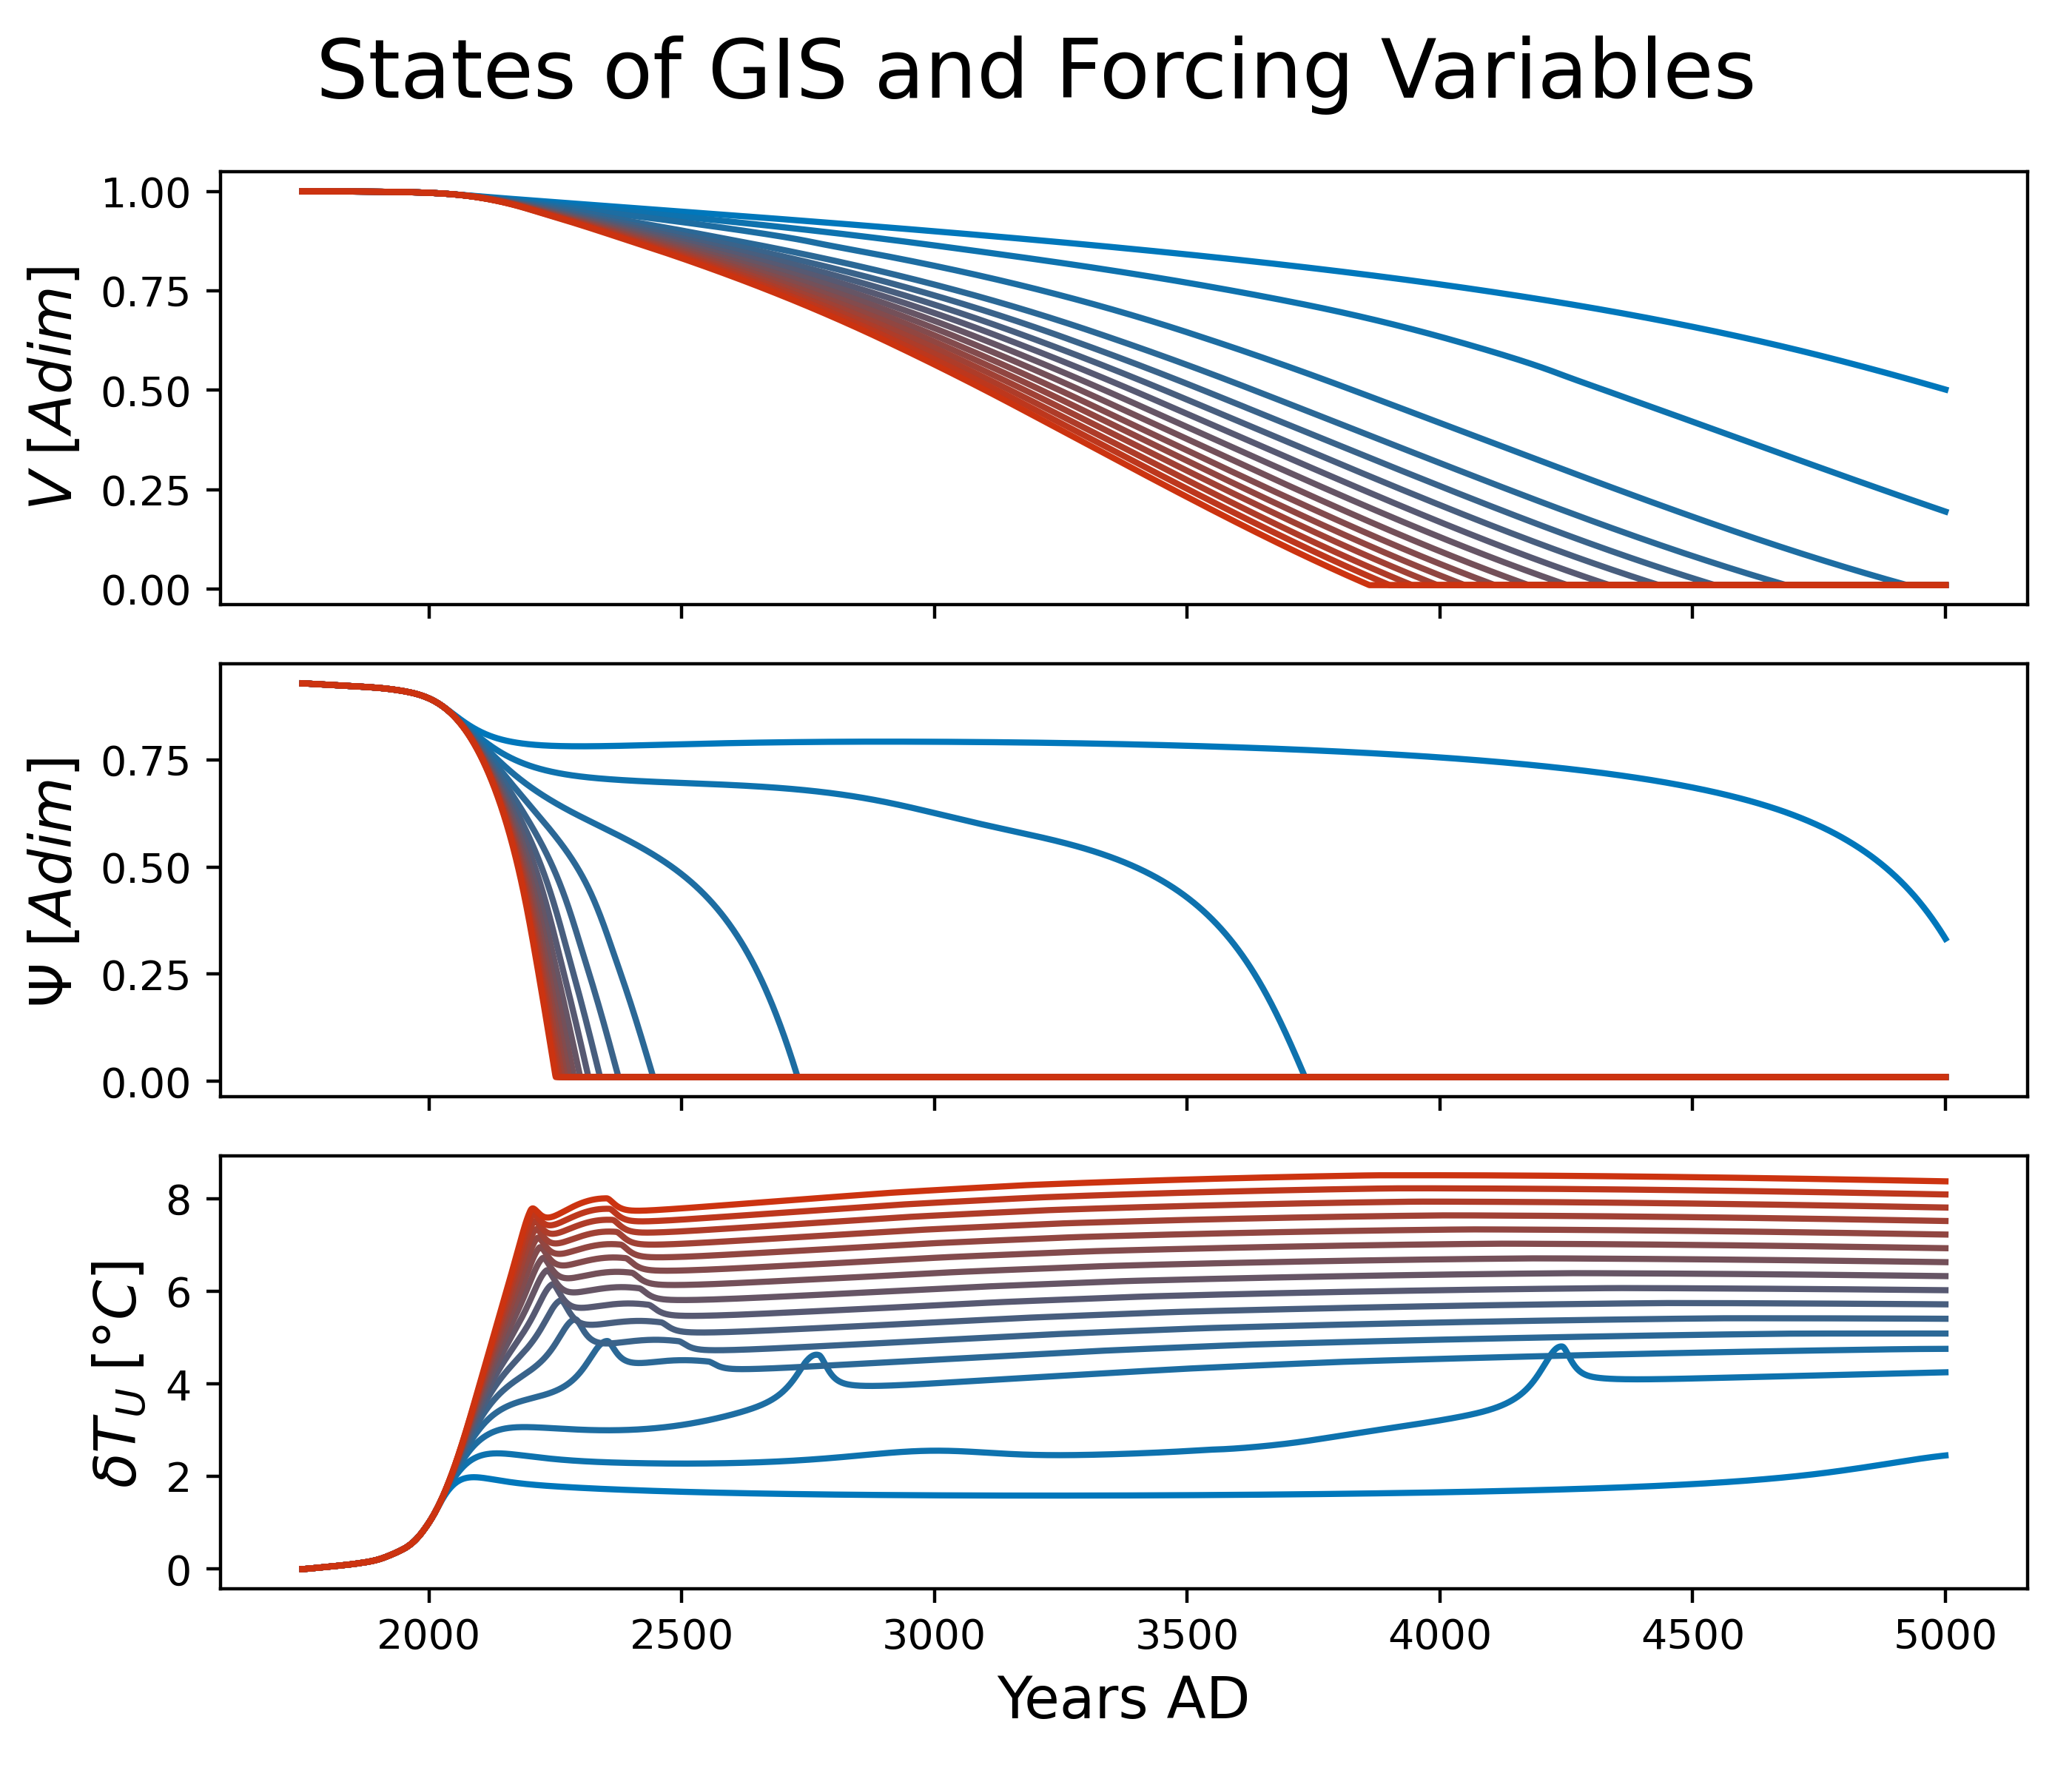 States of GIS and Forcing Variables
V [Adim]
1.00
0.75
0.50
0.25
0.00
Ψ [Adim]
0.75
0.50
0.25
0.00
δT_U [°C]
8
6
4
2
0
2000 2500 3000 3500 4000 4500 5000
Years AD